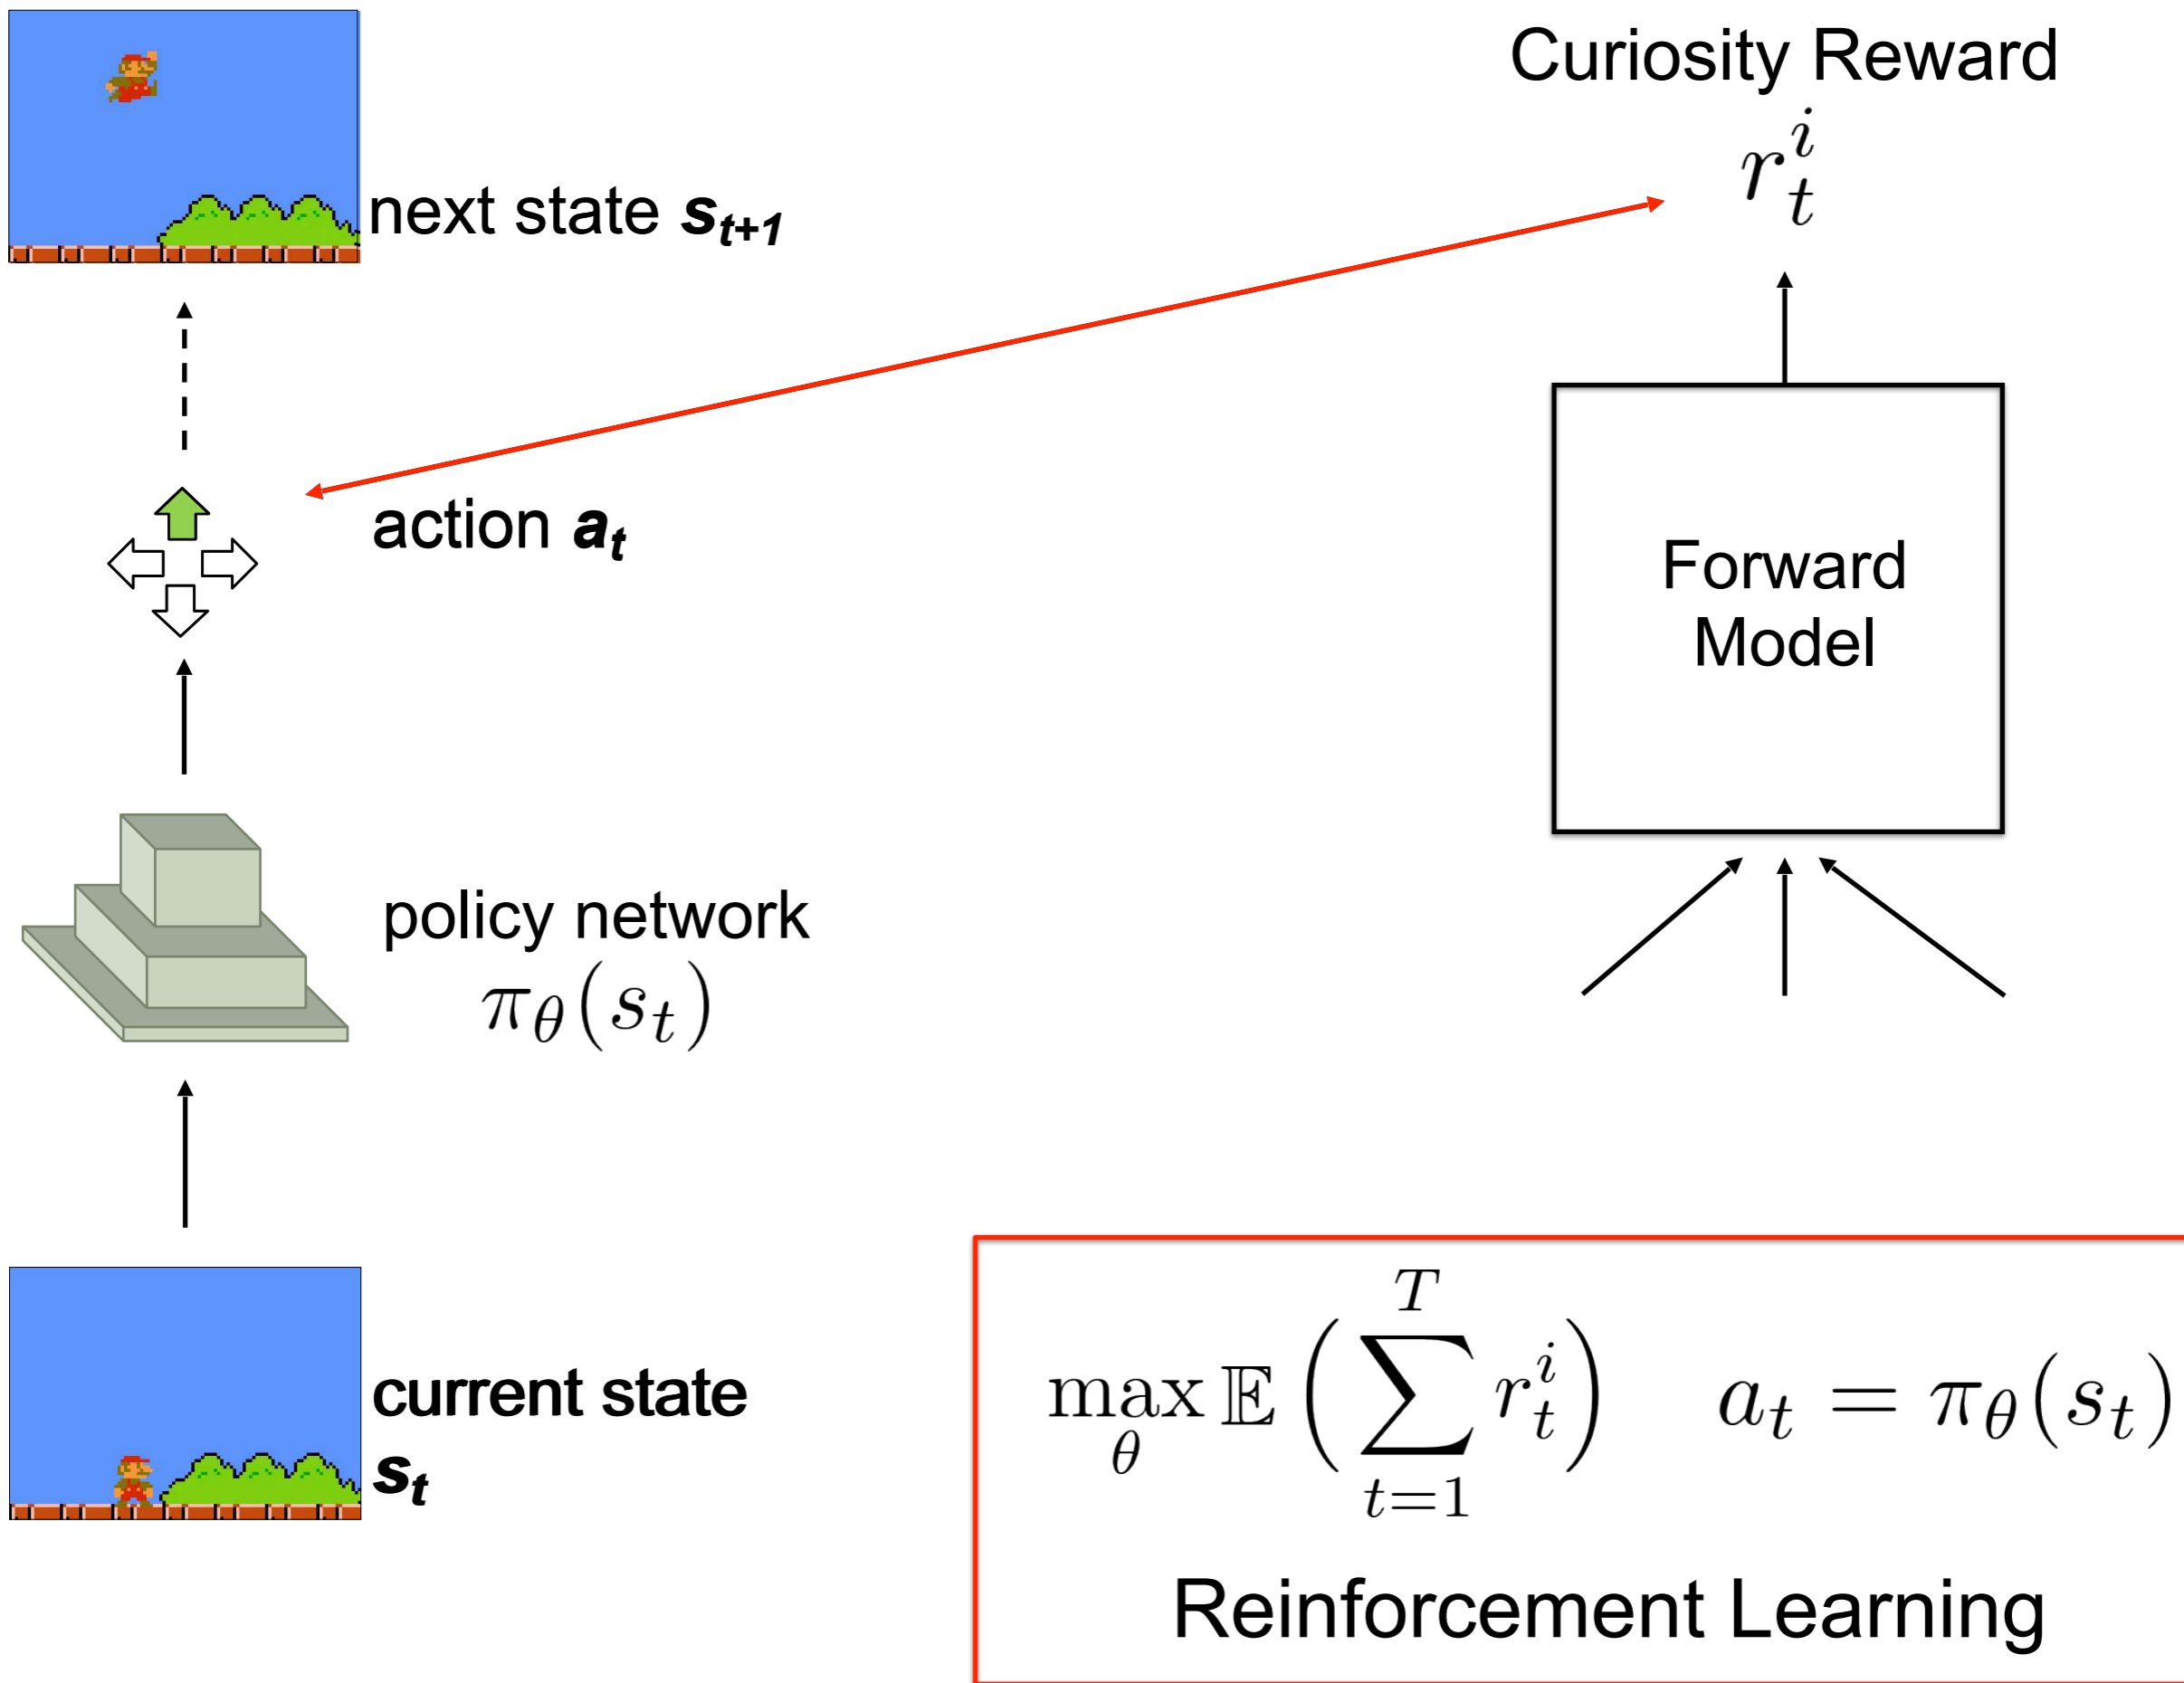 Curiosity Reward
r_t^i
next state s_{t+1}
action a_t
Forward
Model
policy network
π_θ(s_t)
current state
s_t
max_θ 𝔼 ( ∑_{t=1}^{T} r_t^i )   a_t = π_θ(s_t)
Reinforcement Learning